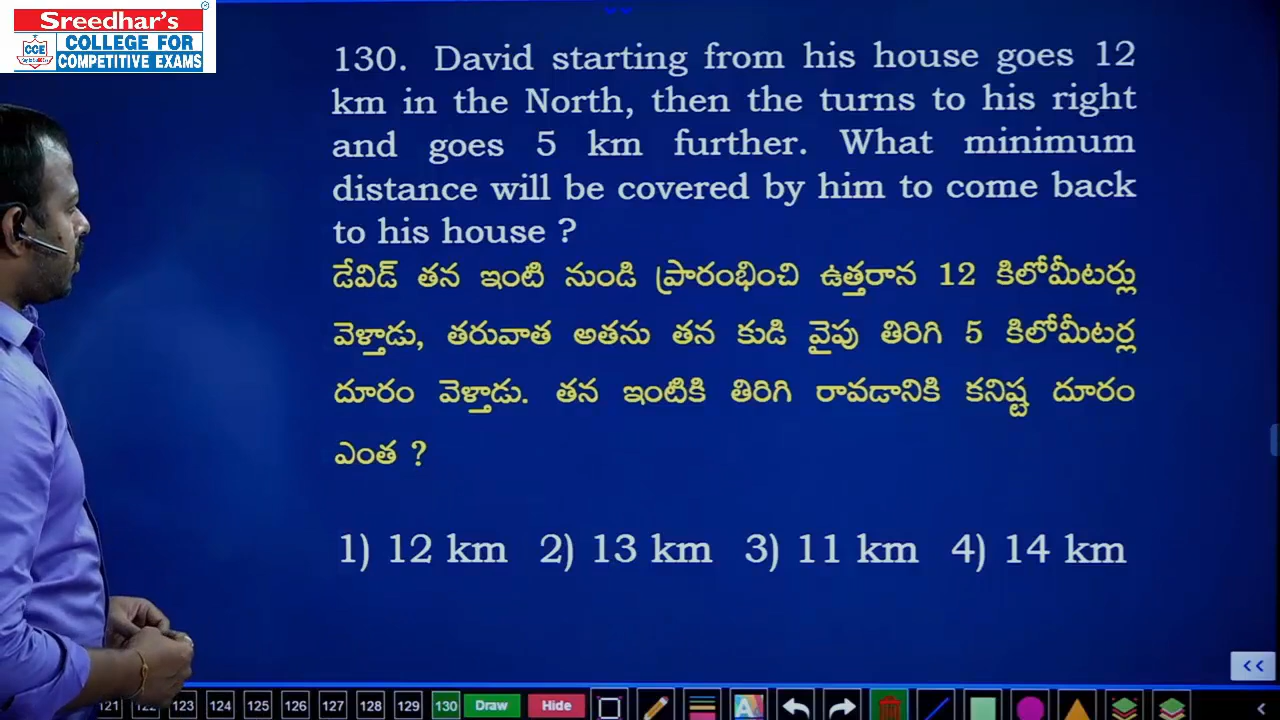 Sreedhar's
CCE
COLLEGE FOR
COMPETITIVE EXAMS
130. David starting from his house goes 12
km in the North, then the turns to his right
and goes 5 km further. What minimum
distance will be covered by him to come back
to his house ?
డేవిడ్ తన ఇంటి నుండి ప్రారంభించి ఉత్తరాన 12 కిలోమీటర్లు
వెళ్తాడు, తరువాత అతను తన కుడి వైపు తిరిగి 5 కిలోమీటర్ల
దూరం వెళ్తాడు. తన ఇంటికి తిరిగి రావడానికి కనిష్ట దూరం
ఎంత ?
1) 12 km 2) 13 km 3) 11 km 4) 14 km
<<
121 122 123 124 125 126 127 128 129 130 Draw Hide A